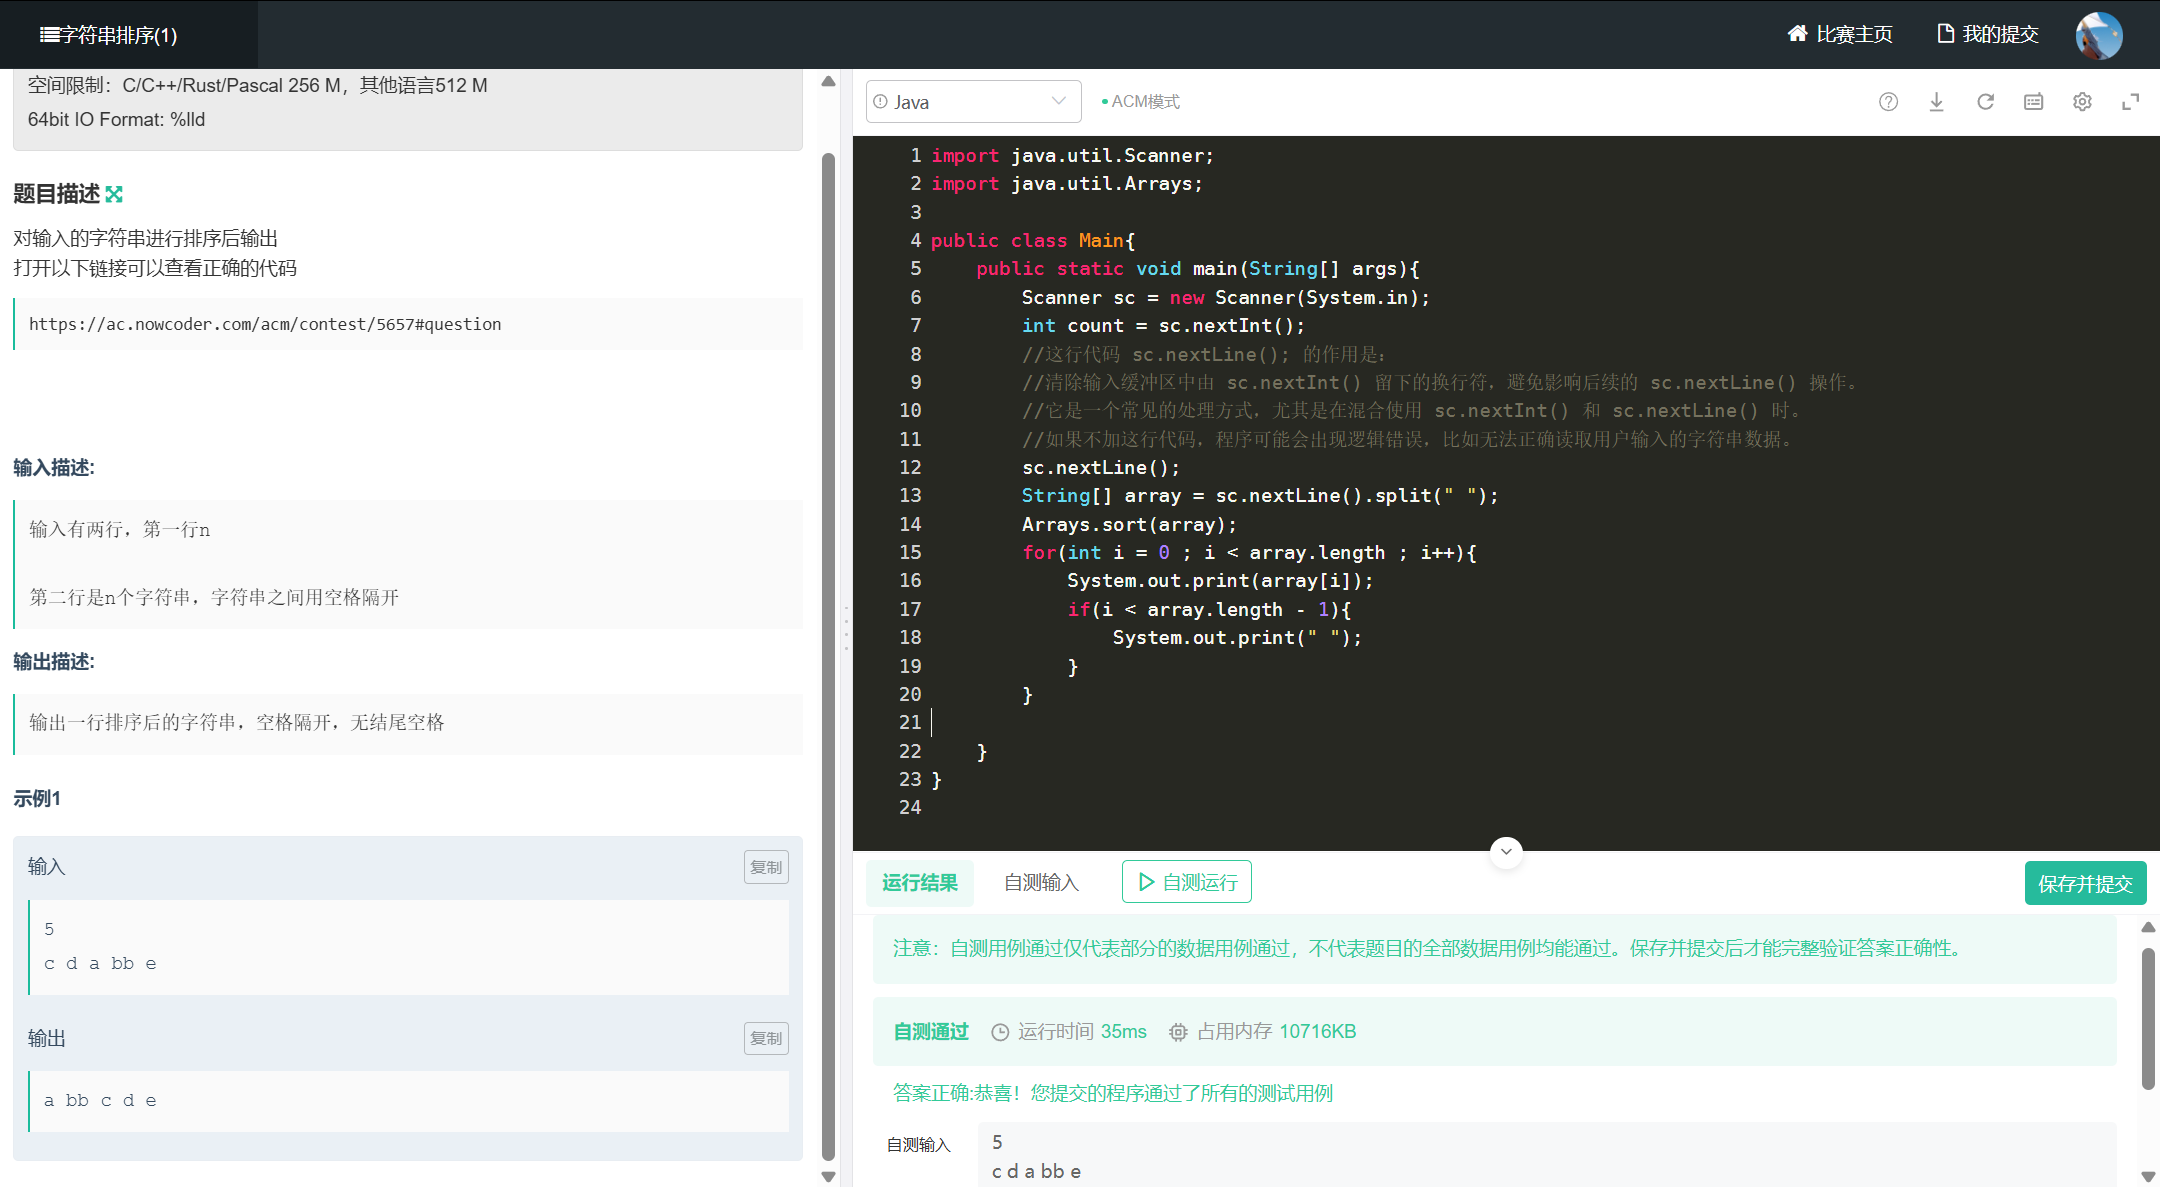 字符串排序(1)
比赛主页
我的提交
空间限制：C/C++/Rust/Pascal 256 M，其他语言512 M
64bit IO Format: %lld
题目描述
对输入的字符串进行排序后输出
打开以下链接可以查看正确的代码
https://ac.nowcoder.com/acm/contest/5657#question
输入描述:
输入有两行，第一行n
第二行是n个字符串，字符串之间用空格隔开
输出描述:
输出一行排序后的字符串，空格隔开，无结尾空格
示例1
输入
复制
5
c d a bb e
输出
复制
a bb c d e
Java
ACM模式
1 import java.util.Scanner;
2 import java.util.Arrays;
3
4 public class Main{
5     public static void main(String[] args){
6         Scanner sc = new Scanner(System.in);
7         int count = sc.nextInt();
8         //这行代码 sc.nextLine(); 的作用是：
9         //清除输入缓冲区中由 sc.nextInt() 留下的换行符，避免影响后续的 sc.nextLine() 操作。
10         //它是一个常见的处理方式，尤其是在混合使用 sc.nextInt() 和 sc.nextLine() 时。
11         //如果不加这行代码，程序可能会出现逻辑错误，比如无法正确读取用户输入的字符串数据。
12         sc.nextLine();
13         String[] array = sc.nextLine().split(" ");
14         Arrays.sort(array);
15         for(int i = 0 ; i < array.length ; i++){
16             System.out.print(array[i]);
17             if(i < array.length - 1){
18                 System.out.print(" ");
19             }
20         }
21
22     }
23 }
24
运行结果
自测输入
自测运行
保存并提交
注意：自测用例通过仅代表部分的数据用例通过，不代表题目的全部数据用例均能通过。保存并提交后才能完整验证答案正确性。
自测通过 运行时间 35ms 占用内存 10716KB
答案正确:恭喜！您提交的程序通过了所有的测试用例
自测输入
5
c d a bb e